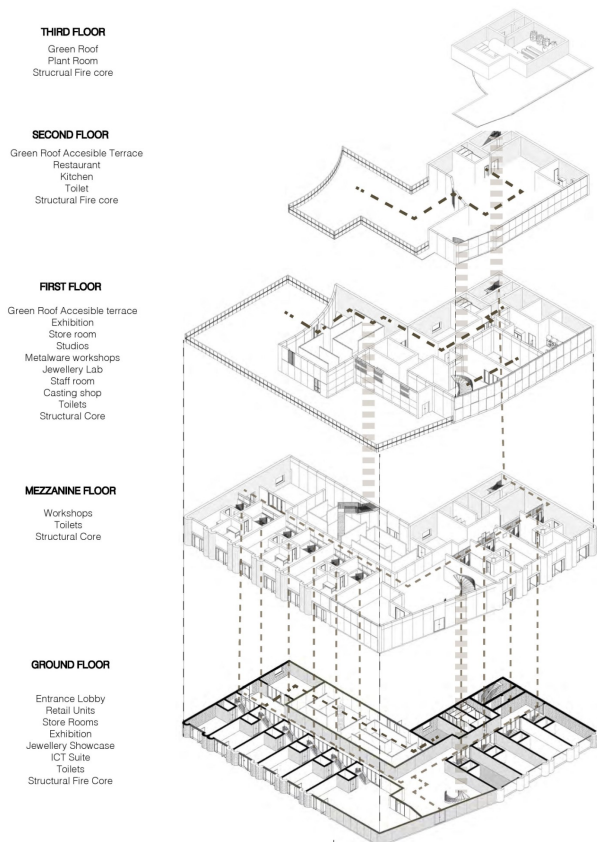 THIRD FLOOR
Green Roof
Plant Room
Strucrual Fire core
SECOND FLOOR
Green Roof Accesible Terrace
Restaurant
Kitchen
Toilet
Structural Fire core
FIRST FLOOR
Green Roof Accesible terrace
Exhibition
Store room
Studios
Metalware workshops
Jewellery Lab
Staff room
Casting shop
Toilets
Structural Core
MEZZANINE FLOOR
Workshops
Toilets
Structural Core
GROUND FLOOR
Entrance Lobby
Retail Units
Store Rooms
Exhibition
Jewellery Showcase
ICT Suite
Toilets
Structural Fire Core